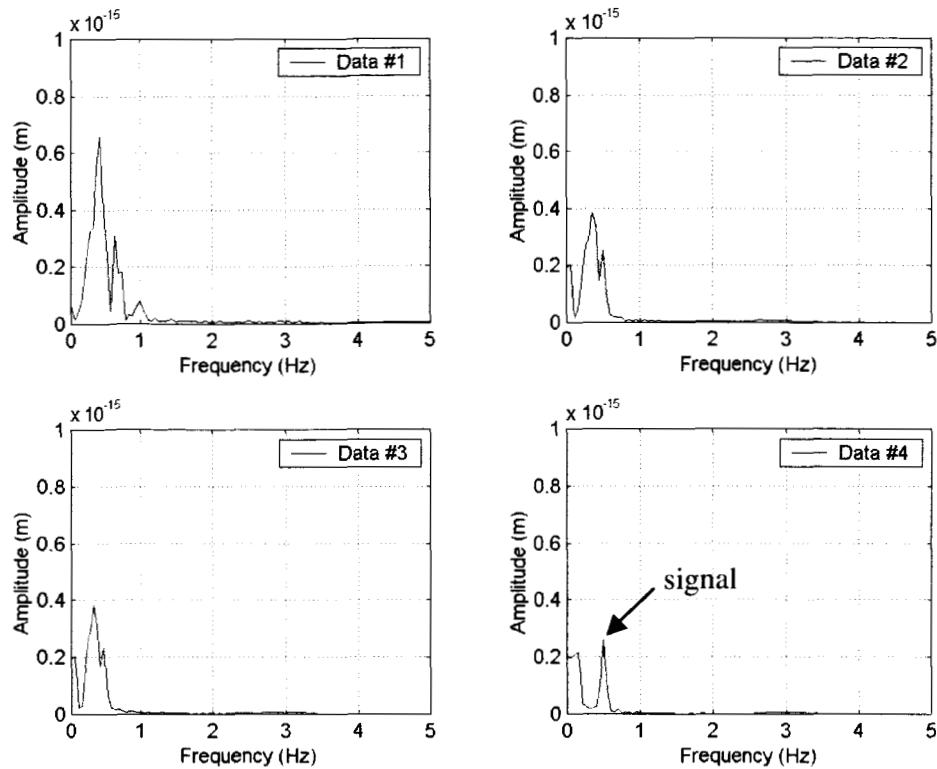 x 10-15
1
0.8
0.6
0.4
0.2
0
Amplitude (m)
Data #1
0 1 2 3 4 5
Frequency (Hz)
x 10-15
1
0.8
0.6
0.4
0.2
0
Amplitude (m)
Data #2
0 1 2 3 4 5
Frequency (Hz)
x 10-15
1
0.8
0.6
0.4
0.2
0
Amplitude (m)
Data #3
0 1 2 3 4 5
Frequency (Hz)
x 10-15
1
0.8
0.6
0.4
0.2
0
Amplitude (m)
Data #4
signal
0 1 2 3 4 5
Frequency (Hz)